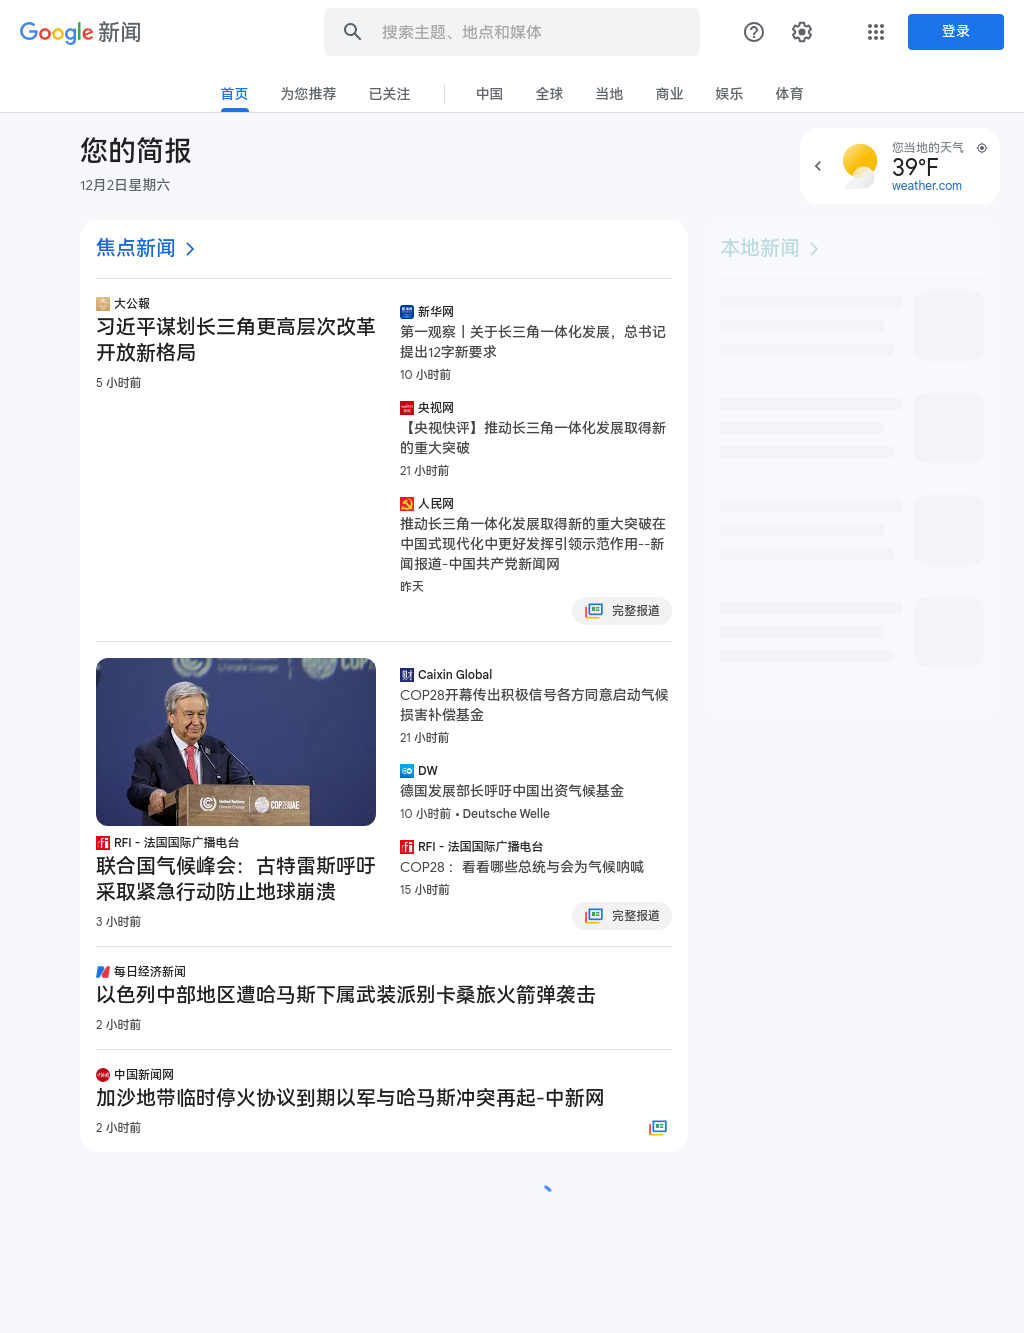 Google 新闻
搜索主题、地点和媒体
登录
首页
为您推荐
已关注
中国
全球
当地
商业
娱乐
体育
您的简报
12月2日星期六
您当地的天气
39°F
weather.com
焦点新闻
大公報
习近平谋划长三角更高层次改革
开放新格局
5 小时前
新华网
第一观察丨关于长三角一体化发展，总书记
提出12字新要求
10 小时前
央视网
【央视快评】推动长三角一体化发展取得新
的重大突破
21 小时前
人民网
推动长三角一体化发展取得新的重大突破在
中国式现代化中更好发挥引领示范作用--新
闻报道-中国共产党新闻网
昨天
完整报道
United Nations
Climate Change
COP28UAE
RFI - 法国国际广播电台
联合国气候峰会：古特雷斯呼吁
采取紧急行动防止地球崩溃
3 小时前
财
Caixin Global
COP28开幕传出积极信号各方同意启动气候
损害补偿基金
21 小时前
DW
德国发展部长呼吁中国出资气候基金
10 小时前 • Deutsche Welle
rfi
RFI - 法国国际广播电台
COP28 ：看看哪些总统与会为气候呐喊
15 小时前
完整报道
每日经济新闻
以色列中部地区遭哈马斯下属武装派别卡桑旅火箭弹袭击
2 小时前
中国新闻网
加沙地带临时停火协议到期以军与哈马斯冲突再起-中新网
2 小时前
本地新闻